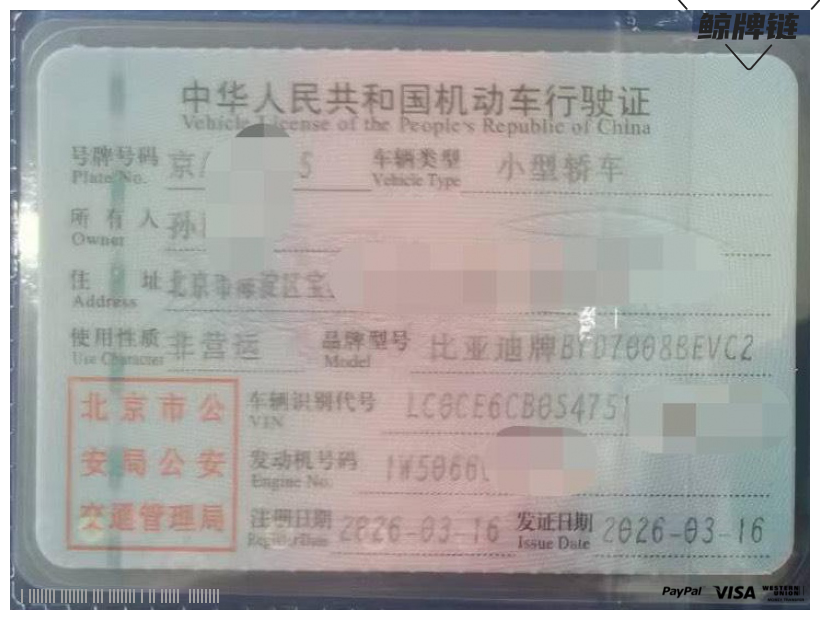 鲸牌链
中华人民共和国机动车行驶证
Vehicle License of the People's Republic of China
号牌号码 京 5 车辆类型 小型轿车
Plate No. Vehicle Type
所有人 孙
Owner
住址 北京市海淀区宝
Address
使用性质 非营运 品牌型号 比亚迪牌BYD7008BEVC2
Use Character Model
北京市公 车辆识别代号 LC0CE6CB0S475
VIN
安局公安 发动机号码 1W5066
Engine No.
交通管理局 注册日期 2026-03-16 发证日期 2026-03-16
Register Date Issue Date
PayPal VISA WESTERN UNION